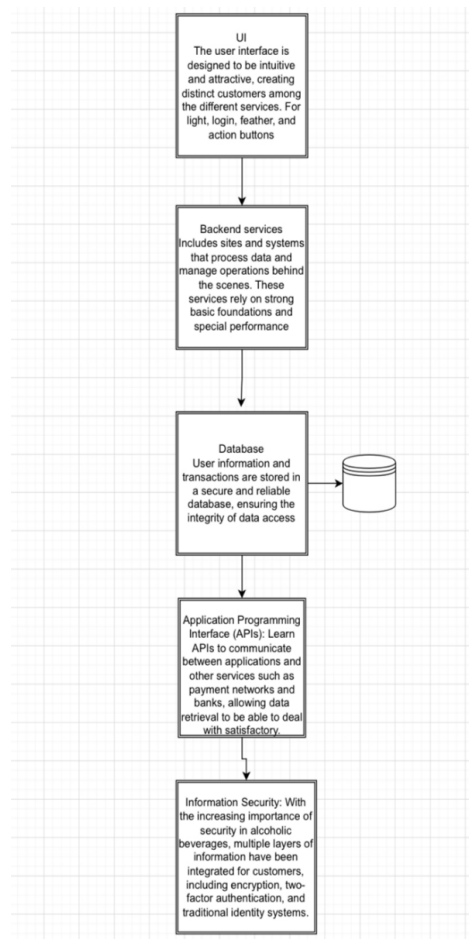 UI
The user interface is
designed to be intuitive
and attractive, creating
distinct customers among
the different services. For
light, login, feather, and
action buttons
Backend services
Includes sites and systems
that process data and
manage operations behind
the scenes. These
services rely on strong
basic foundations and
special performance
Database
User information and
transactions are stored in
a secure and reliable
database, ensuring the
integrity of data access
Application Programming
Interface (APIs): Learn
APIs to communicate
between applications and
other services such as
payment networks and
banks, allowing data
retrieval to be able to deal
with satisfactory.
Information Security: With
the increasing importance of
security in alcoholic
beverages, multiple layers of
information have been
integrated for customers,
including encryption, two-
factor authentication, and
traditional identity systems.